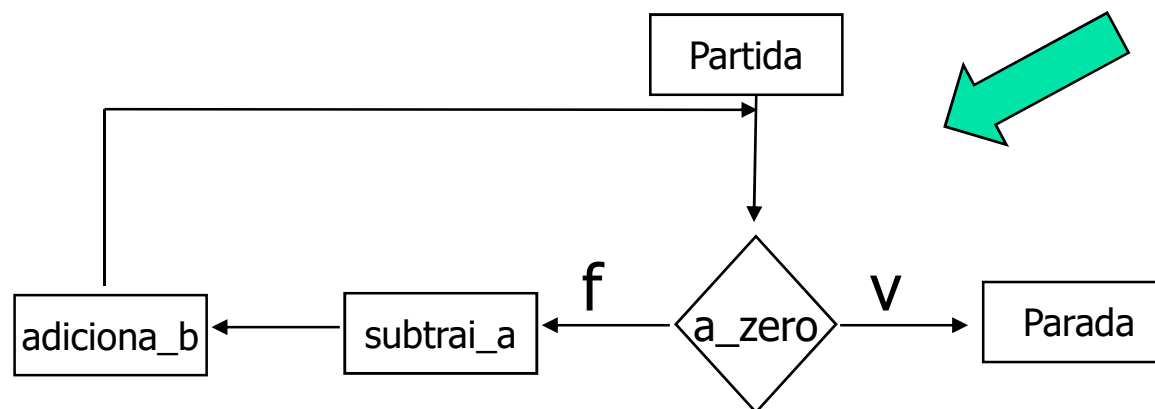 Partida
f
v
adiciona_b
subtrai_a
a_zero
Parada